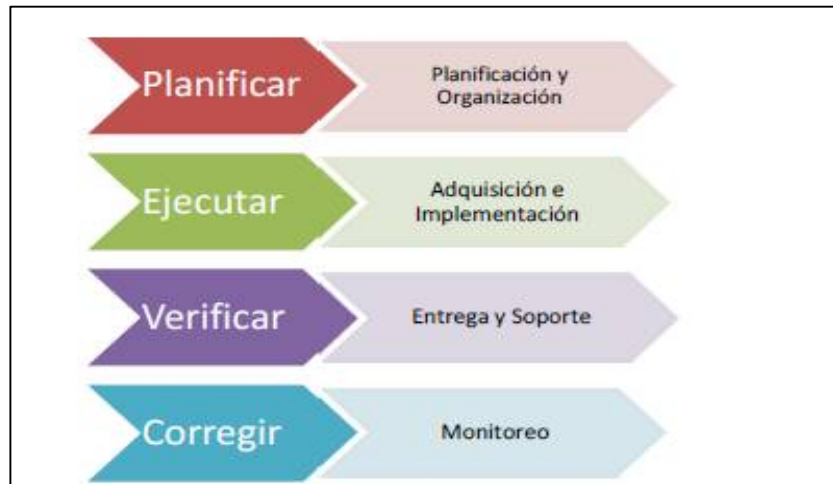 Planificar
Planificación y
Organización
Ejecutar
Adquisición e
Implementación
Verificar
Entrega y Soporte
Corregir
Monitoreo